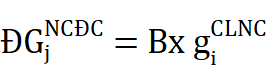 ĐG_j^NCĐC = Bx g_i^CLNC